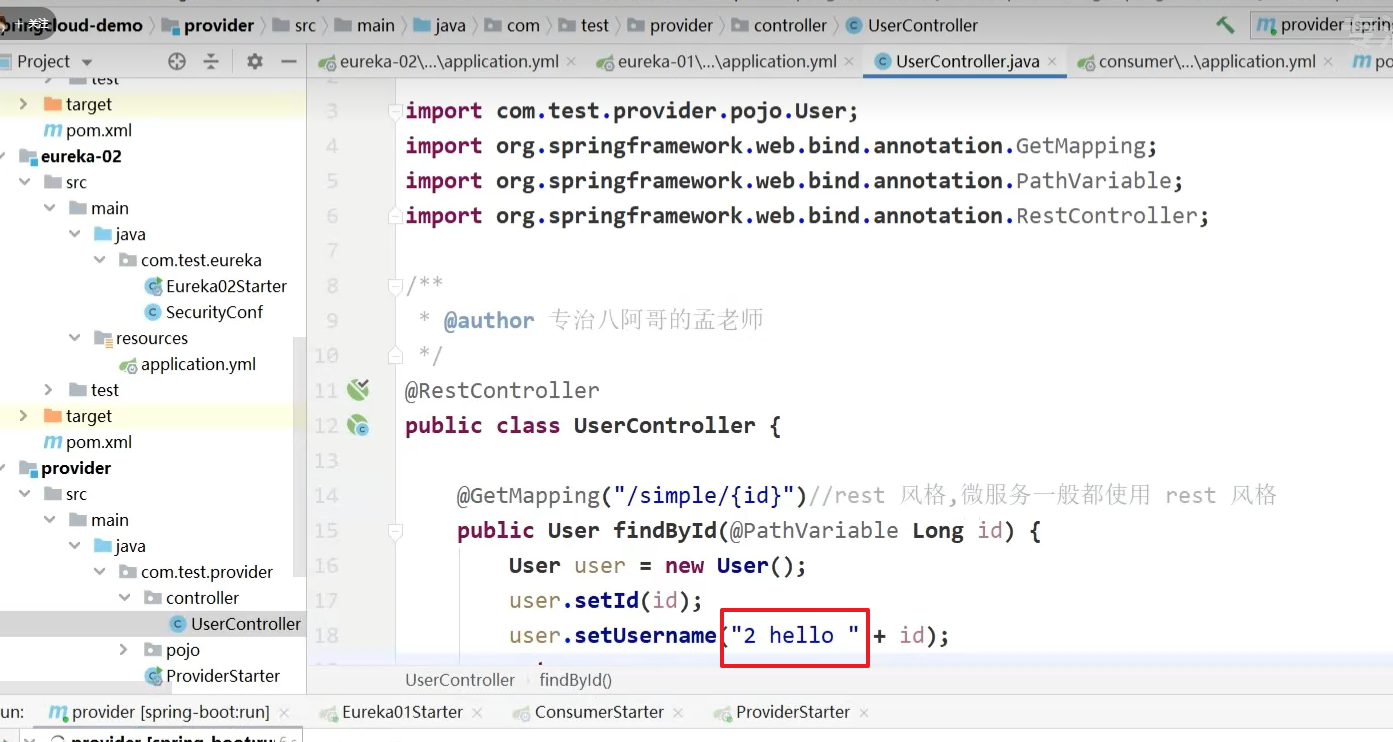 + 关注
pringcloud-demo provider src main java com test provider controller UserController provider
Project eureka-02\...\application.yml eureka-01\...\application.yml UserController.java consumer\...\application.yml
test
target
pom.xml
eureka-02
src
main
java
com.test.eureka
Eureka02Starter
SecurityConf
resources
application.yml
test
target
pom.xml
provider
src
main
java
com.test.provider
controller
UserController
pojo
ProviderStarter
3 import com.test.provider.pojo.User;
4 import org.springframework.web.bind.annotation.GetMapping;
5 import org.springframework.web.bind.annotation.PathVariable;
6 import org.springframework.web.bind.annotation.RestController;
7
8 /**
9 * @author 专治八阿哥的孟老师
10 */
11 @RestController
12 public class UserController {
13
14 @GetMapping("/simple/{id}")//rest 风格,微服务一般都使用 rest 风格
15 public User findById(@PathVariable Long id) {
16 User user = new User();
17 user.setId(id);
18 user.setUsername("2 hello " + id);
UserController findById()
un: provider [spring-boot:run] Eureka01Starter ConsumerStarter ProviderStarter